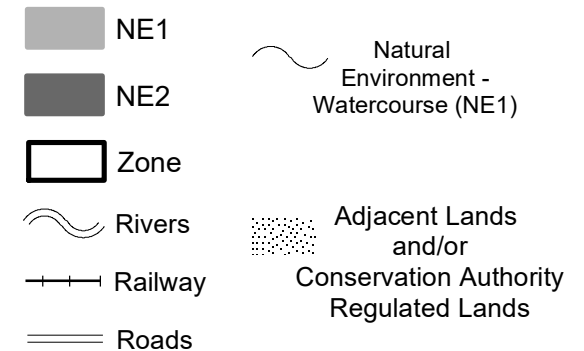 NE1
NE2
Zone
Rivers
Railway
Roads
Natural
Environment -
Watercourse (NE1)
Adjacent Lands
and/or
Conservation Authority
Regulated Lands